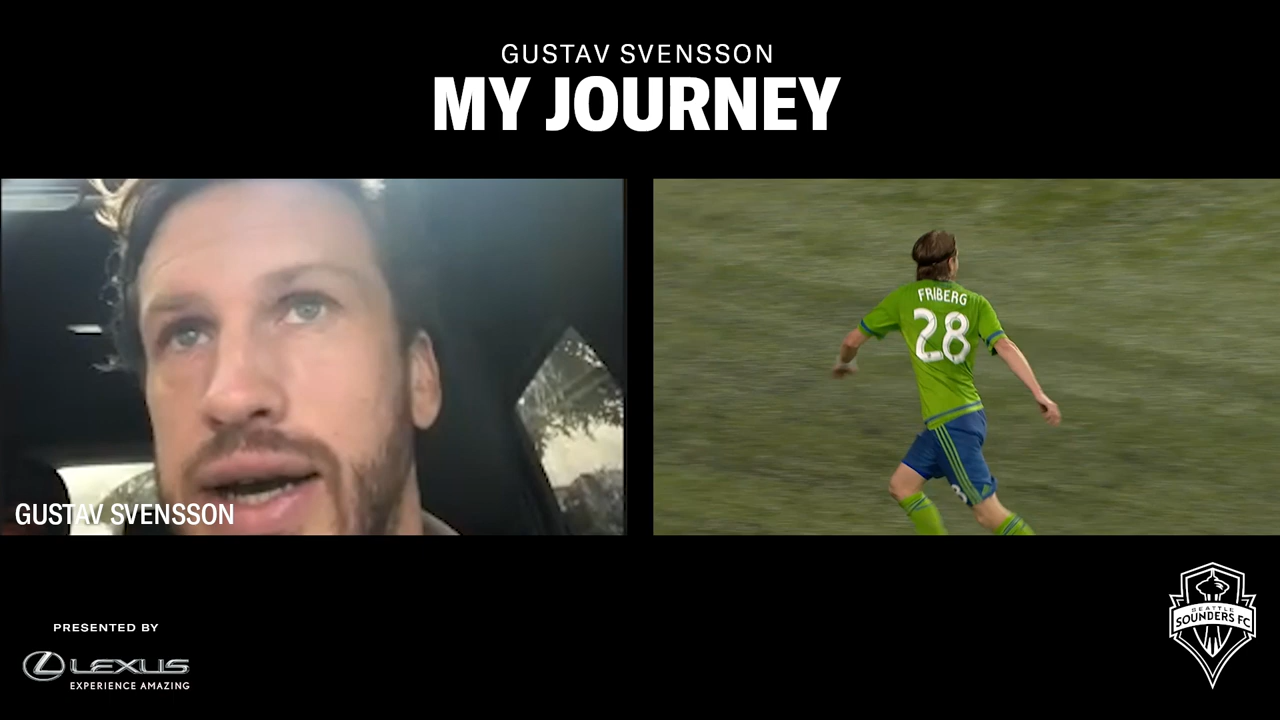 GUSTAV SVENSSON
MY JOURNEY
FRIBERG
28
GUSTAV SVENSSON
PRESENTED BY
LEXUS
EXPERIENCE AMAZING
SEATTLE
SOUNDERS FC